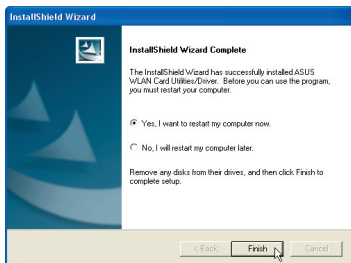 InstallShield Wizard
InstallShield Wizard Complete
The InstallShield Wizard has successfully installed ASUS
WLAN Card Utilities/Driver. Before you can use the program,
you must restart your computer.
Yes, I want to restart my computer now.
No, I will restart my computer later.
Remove any disks from their drives, and then click Finish to
complete setup.
< Back Finish Cancel